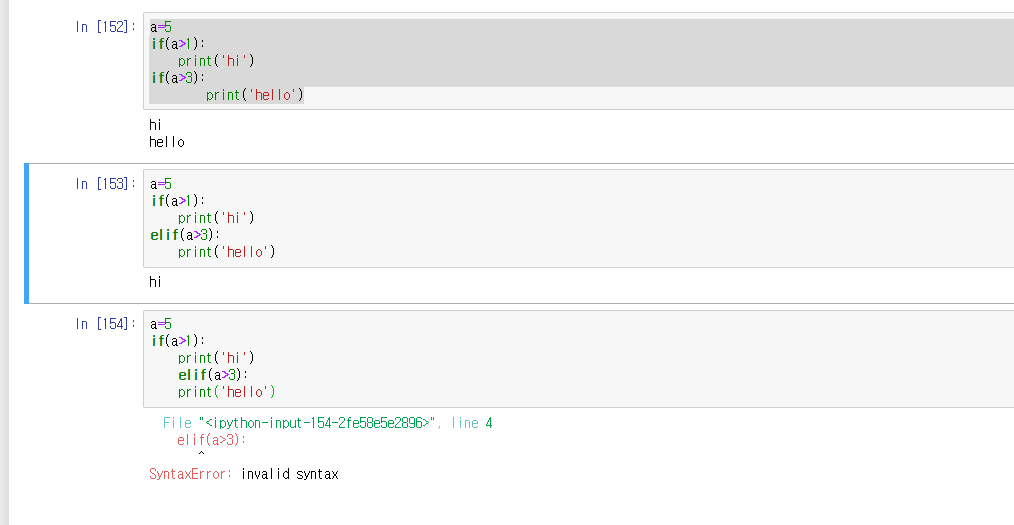 In [152]:
a=5
if(a>1):
    print('hi')
if(a>3):
        print('hello')
hi
hello
In [153]:
a=5
if(a>1):
    print('hi')
elif(a>3):
    print('hello')
hi
In [154]:
a=5
if(a>1):
    print('hi')
    elif(a>3):
    print('hello')
  File "<ipython-input-154-2fe58e5e2896>", line 4
    elif(a>3):
       ^
SyntaxError: invalid syntax